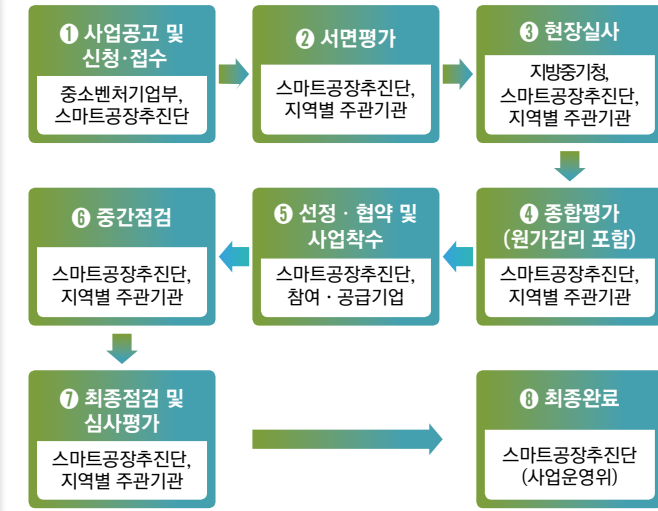 ❶ 사업공고 및
신청·접수
중소벤처기업부,
스마트공장추진단
❷ 서면평가
스마트공장추진단,
지역별 주관기관
❸ 현장실사
지방중기청,
스마트공장추진단,
지역별 주관기관
❹ 종합평가
(원가감리 포함)
스마트공장추진단,
지역별 주관기관
❺ 선정 · 협약 및
사업착수
스마트공장추진단,
참여 · 공급기업
❻ 중간점검
스마트공장추진단,
지역별 주관기관
❼ 최종점검 및
심사평가
스마트공장추진단,
지역별 주관기관
❽ 최종완료
스마트공장추진단
(사업운영위)